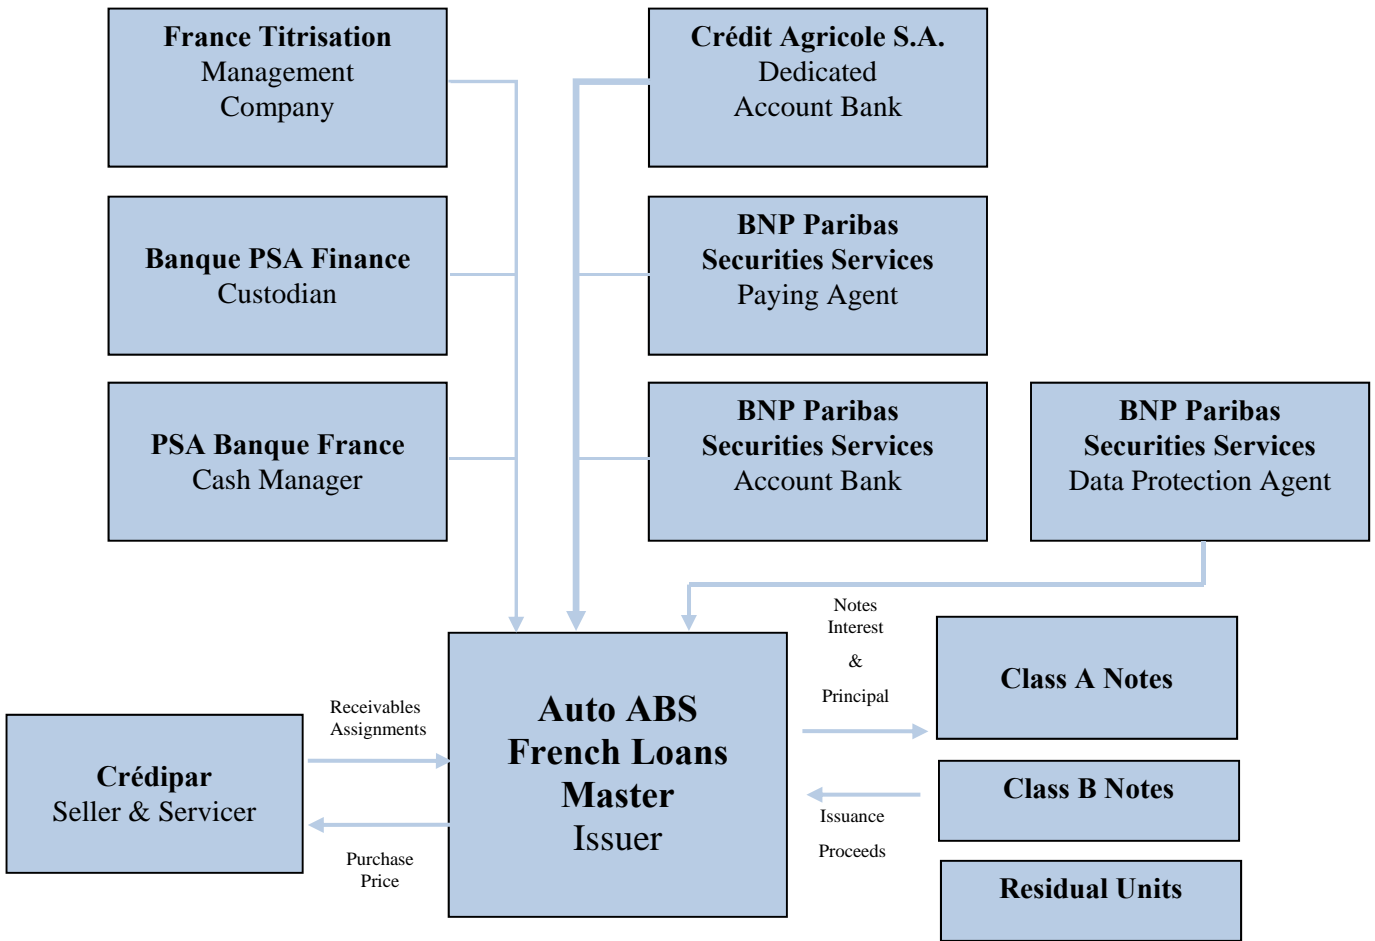 France Titrisation
Management
Company
Crédit Agricole S.A.
Dedicated
Account Bank
Banque PSA Finance
Custodian
BNP Paribas
Securities Services
Paying Agent
PSA Banque France
Cash Manager
BNP Paribas
Securities Services
Account Bank
BNP Paribas
Securities Services
Data Protection Agent
Crédipar
Seller & Servicer
Receivables
Assignments
Purchase
Price
Auto ABS
French Loans
Master
Issuer
Notes
Interest
&
Principal
Issuance
Proceeds
Class A Notes
Class B Notes
Residual Units